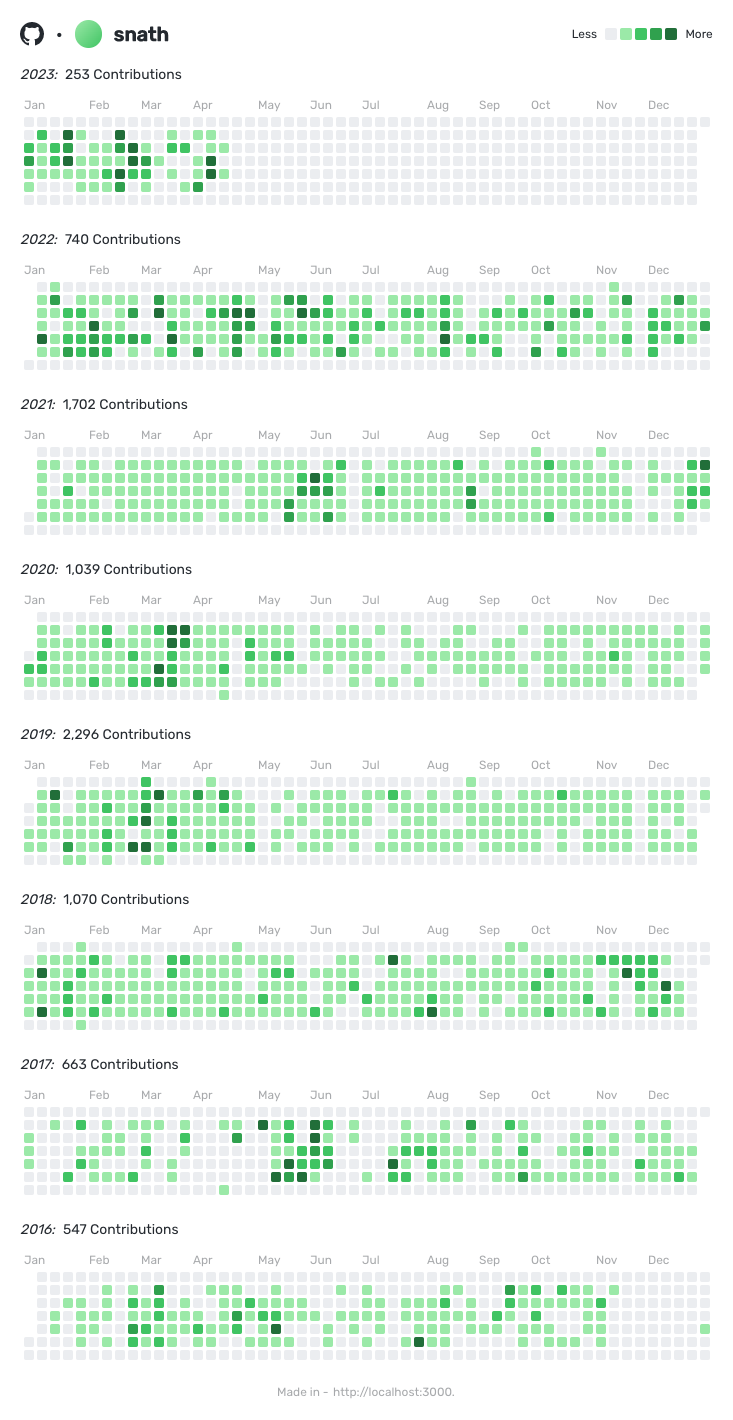 • snath Less More
2023: 253 Contributions
Jan Feb Mar Apr May Jun Jul Aug Sep Oct Nov Dec
2022: 740 Contributions
Jan Feb Mar Apr May Jun Jul Aug Sep Oct Nov Dec
2021: 1,702 Contributions
Jan Feb Mar Apr May Jun Jul Aug Sep Oct Nov Dec
2020: 1,039 Contributions
Jan Feb Mar Apr May Jun Jul Aug Sep Oct Nov Dec
2019: 2,296 Contributions
Jan Feb Mar Apr May Jun Jul Aug Sep Oct Nov Dec
2018: 1,070 Contributions
Jan Feb Mar Apr May Jun Jul Aug Sep Oct Nov Dec
2017: 663 Contributions
Jan Feb Mar Apr May Jun Jul Aug Sep Oct Nov Dec
2016: 547 Contributions
Jan Feb Mar Apr May Jun Jul Aug Sep Oct Nov Dec
Made in - http://localhost:3000.